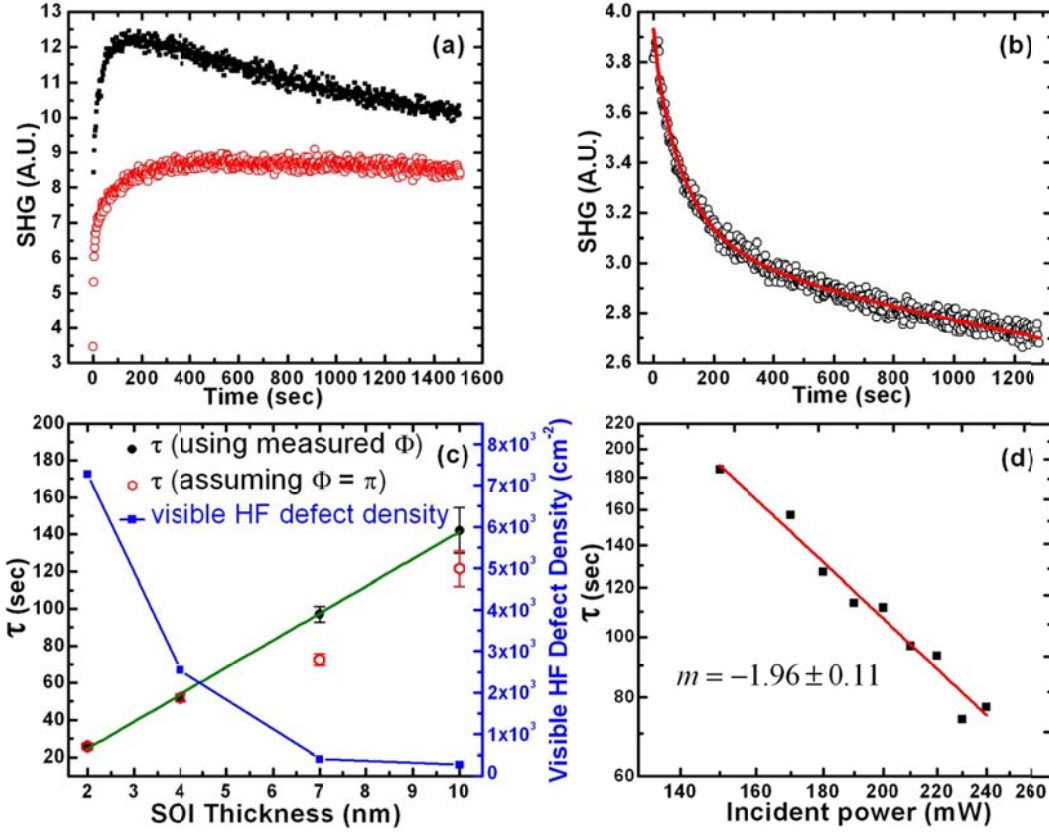 (a)
SHG (A.U.)
13
12
11
10
9
8
7
6
5
4
3
0 200 400 600 800 1000 1200 1400 1600
Time (sec)
(b)
SHG (A.U.)
4.0
3.8
3.6
3.4
3.2
3.0
2.8
2.6
0 200 400 600 800 1000 1200
Time (sec)
(c)
τ (using measured Φ)
τ (assuming Φ = π)
visible HF defect density
τ (sec)
200
180
160
140
120
100
80
60
40
20
2 3 4 5 6 7 8 9 10
SOI Thickness (nm)
8x10³
7x10³
6x10³
5x10³
4x10³
3x10³
2x10³
1x10³
0
Visible HF Defect Density (cm⁻²)
(d)
τ (sec)
220
200
180
160
140
120
100
80
60
m = −1.96 ± 0.11
140 160 180 200 220 240 260
Incident power (mW)